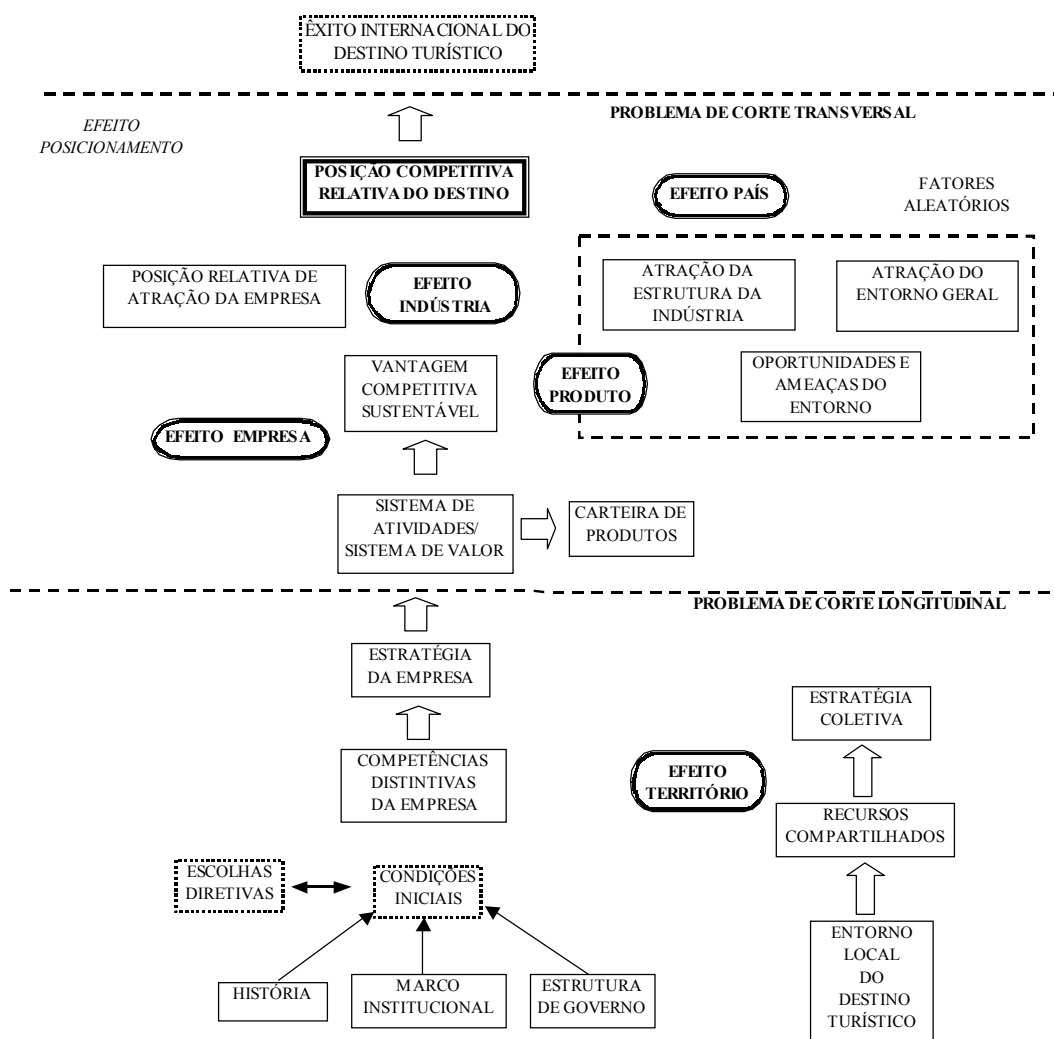 ÊXITO INTERNACIONAL DO
DESTINO TURÍSTICO
PROBLEMA DE CORTE TRANSVERSAL
EFEITO
POSICIONAMENTO
POSIÇÃO COMPETITIVA
RELATIVA DO DESTINO
EFEITO PAÍS
FATORES
ALEATÓRIOS
POSIÇÃO RELATIVA DE
ATRAÇÃO DA EMPRESA
EFEITO
INDÚSTRIA
ATRAÇÃO DA
ESTRUTURA DA
INDÚSTRIA
ATRAÇÃO DO
ENTORNO GERAL
VANTAGEM
COMPETITIVA
SUSTENTÁVEL
EFEITO
PRODUTO
OPORTUNIDADES E
AMEAÇAS DO
ENTORNO
EFEITO EMPRESA
SISTEMA DE
ATIVIDADES/
SISTEMA DE VALOR
CARTEIRA DE
PRODUTOS
PROBLEMA DE CORTE LONGITUDINAL
ESTRATÉGIA
DA EMPRESA
ESTRATÉGIA
COLETIVA
COMPETÊNCIAS
DISTINTIVAS
DA EMPRESA
EFEITO
TERRITÓRIO
RECURSOS
COMPARTILHADOS
ESCOLHAS
DIRETIVAS
CONDIÇÕES
INICIAIS
HISTÓRIA
MARCO
INSTITUCIONAL
ESTRUTURA
DE GOVERNO
ENTORNO
LOCAL
DO
DESTINO
TURÍSTICO